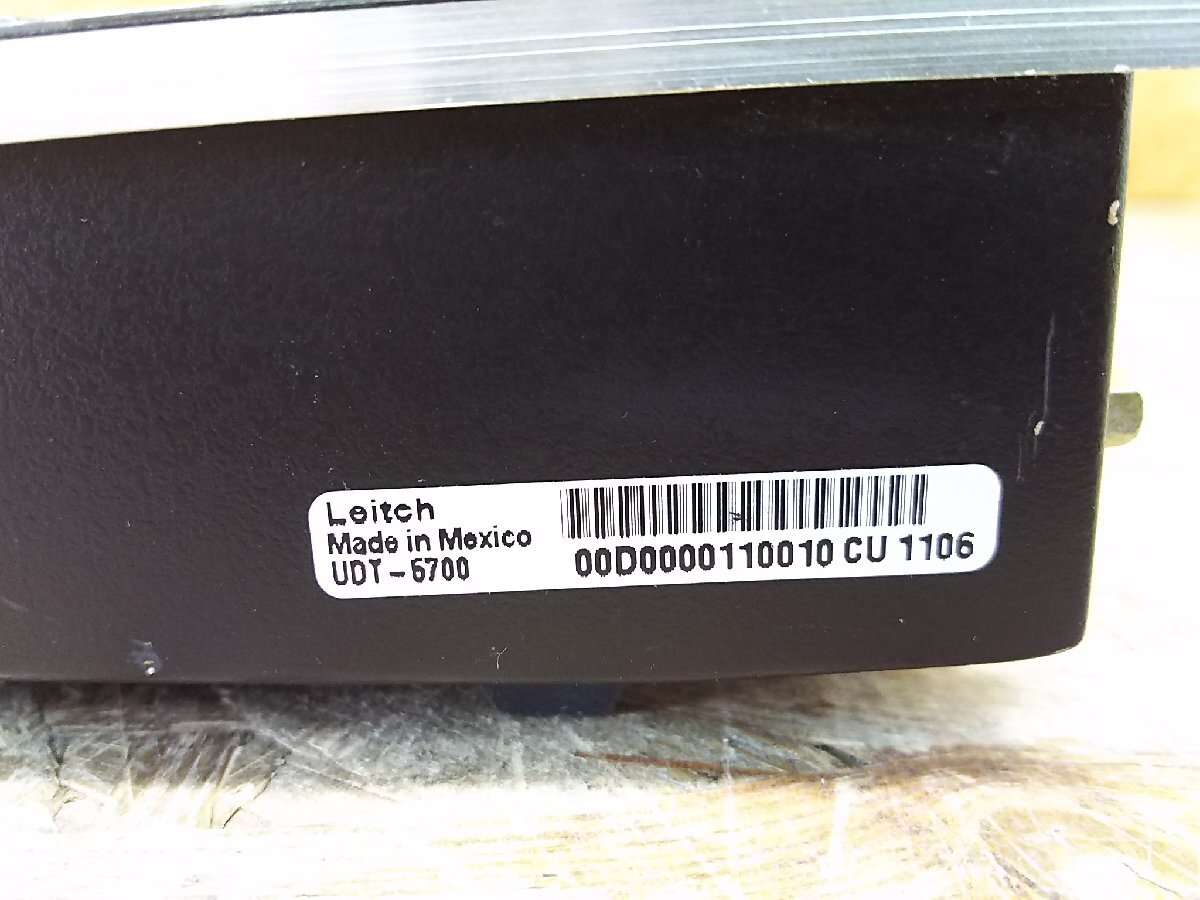 Leitch
Made in Mexico
UDT-5700
00D0000110010 CU 1106